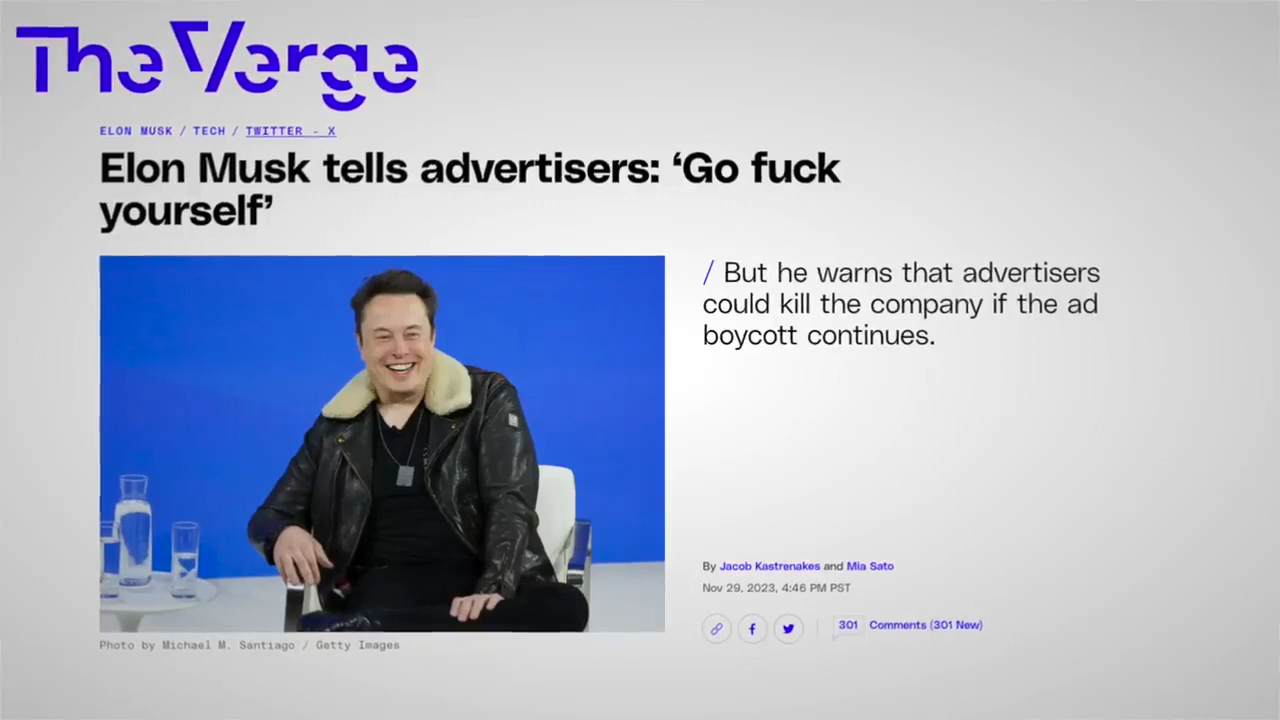 The Verge
ELON MUSK / TECH / TWITTER - X
Elon Musk tells advertisers: ‘Go fuck
yourself’
/ But he warns that advertisers
could kill the company if the ad
boycott continues.
By Jacob Kastrenakes and Mia Sato
Nov 29, 2023, 4:46 PM PST
301 Comments (301 New)
Photo by Michael M. Santiago / Getty Images